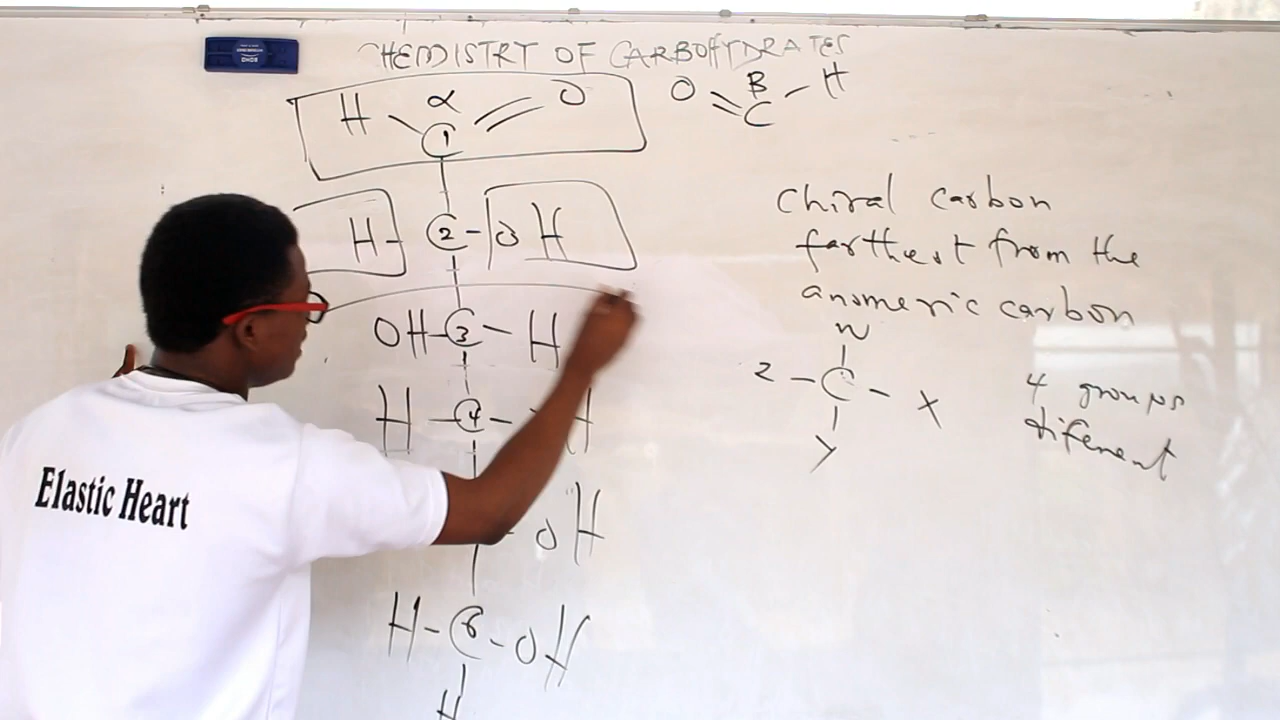 CHEMISTRY OF CARBOHYDRATES
H α O
C 1
O B H
C
H - C 2 - OH
OH - C 3 - H
H - C 4 - H
OH
H - C 6 - OH
H
chiral carbon
farthest from the
anomeric carbon
W
Z - C - X
Y
4 groups
different
Elastic Heart